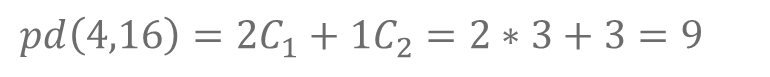 pd(4,16) = 2C₁ + 1C₂ = 2 * 3 + 3 = 9